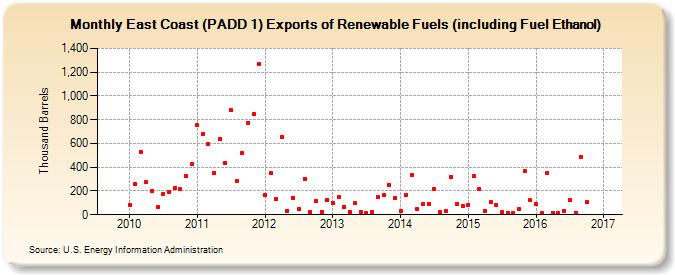 Monthly East Coast (PADD 1) Exports of Renewable Fuels (including Fuel Ethanol)
Thousand Barrels
1,400
1,200
1,000
800
600
400
200
0
2010 2011 2012 2013 2014 2015 2016 2017
Source: U.S. Energy Information Administration